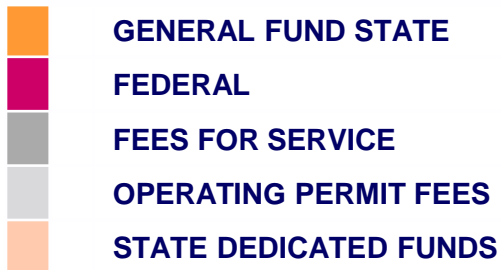 GENERAL FUND STATE
FEDERAL
FEES FOR SERVICE
OPERATING PERMIT FEES
STATE DEDICATED FUNDS